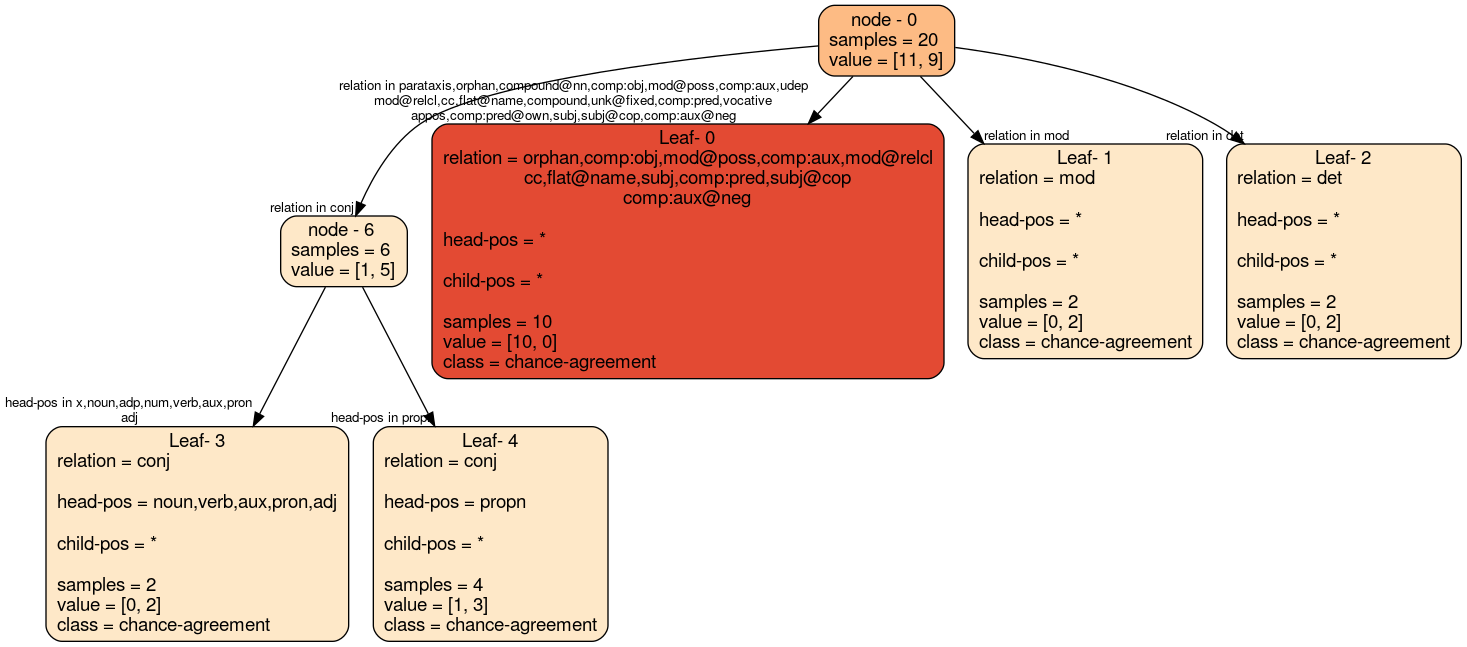 node - 0
samples = 20
value = [11, 9]
relation in parataxis,orphan,compound@nn,comp:obj,mod@poss,comp:aux,udep
mod@relcl,cc,flat@name,compound,unk@fixed,comp:pred,vocative
appos,comp:pred@own,subj,subj@cop,comp:aux@neg
relation in mod
relation in det
relation in conj
Leaf- 0
relation = orphan,comp:obj,mod@poss,comp:aux,mod@relcl
cc,flat@name,subj,comp:pred,subj@cop
comp:aux@neg
head-pos = *
child-pos = *
samples = 10
value = [10, 0]
class = chance-agreement
Leaf- 1
relation = mod
head-pos = *
child-pos = *
samples = 2
value = [0, 2]
class = chance-agreement
Leaf- 2
relation = det
head-pos = *
child-pos = *
samples = 2
value = [0, 2]
class = chance-agreement
node - 6
samples = 6
value = [1, 5]
head-pos in x,noun,adp,num,verb,aux,pron
adj
head-pos in propn
Leaf- 3
relation = conj
head-pos = noun,verb,aux,pron,adj
child-pos = *
samples = 2
value = [0, 2]
class = chance-agreement
Leaf- 4
relation = conj
head-pos = propn
child-pos = *
samples = 4
value = [1, 3]
class = chance-agreement